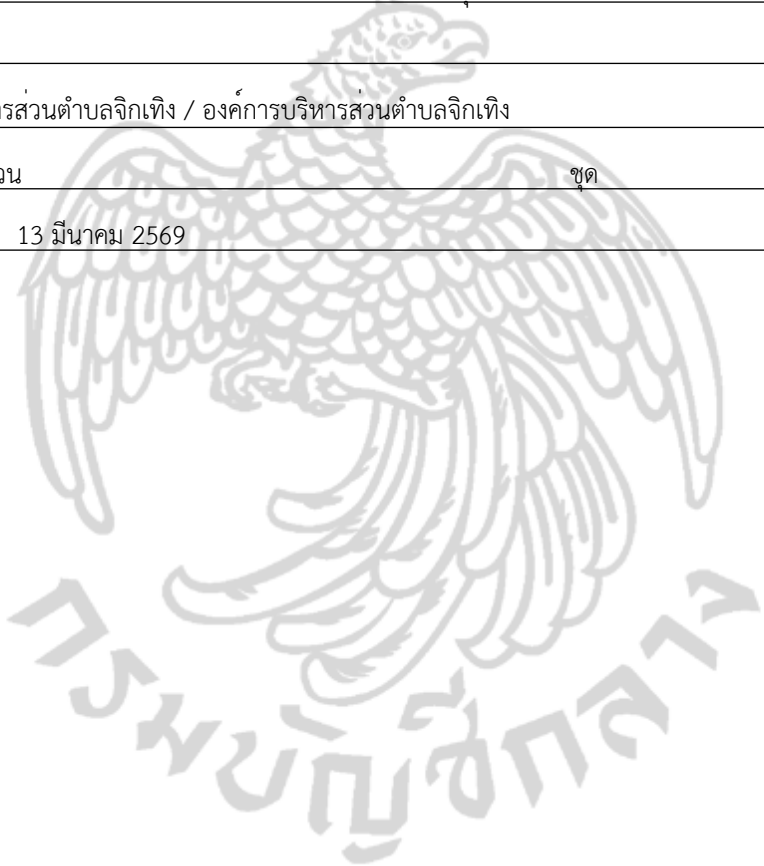 ารส่วนตำบลจิกเทิง / องค์การบริหารส่วนตำบลจิกเทิง
วน ชุด
13 มีนาคม 2569
กรมบัญชีกลาง